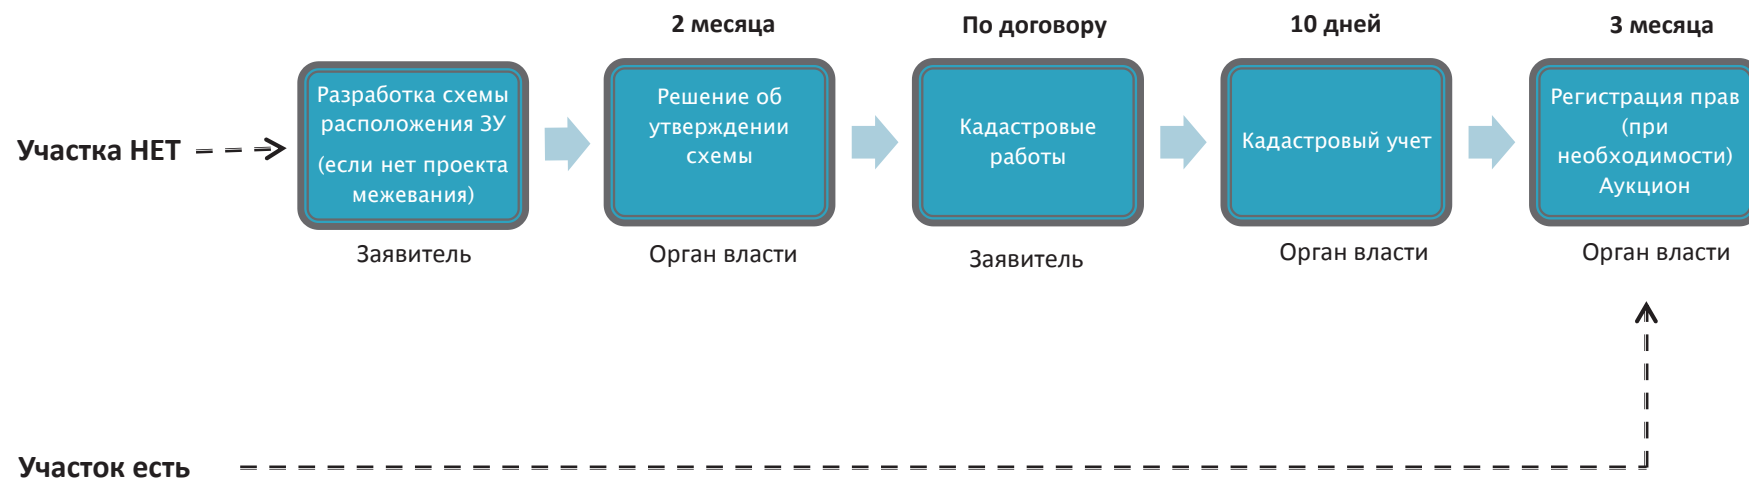 2 месяца
По договору
10 дней
3 месяца
Участка НЕТ
Разработка схемы
расположения ЗУ
(если нет проекта
межевания)
Решение об
утверждении
схемы
Кадастровые
работы
Кадастровый учет
Регистрация прав
(при
необходимости)
Аукцион
Заявитель
Орган власти
Заявитель
Орган власти
Орган власти
Участок есть